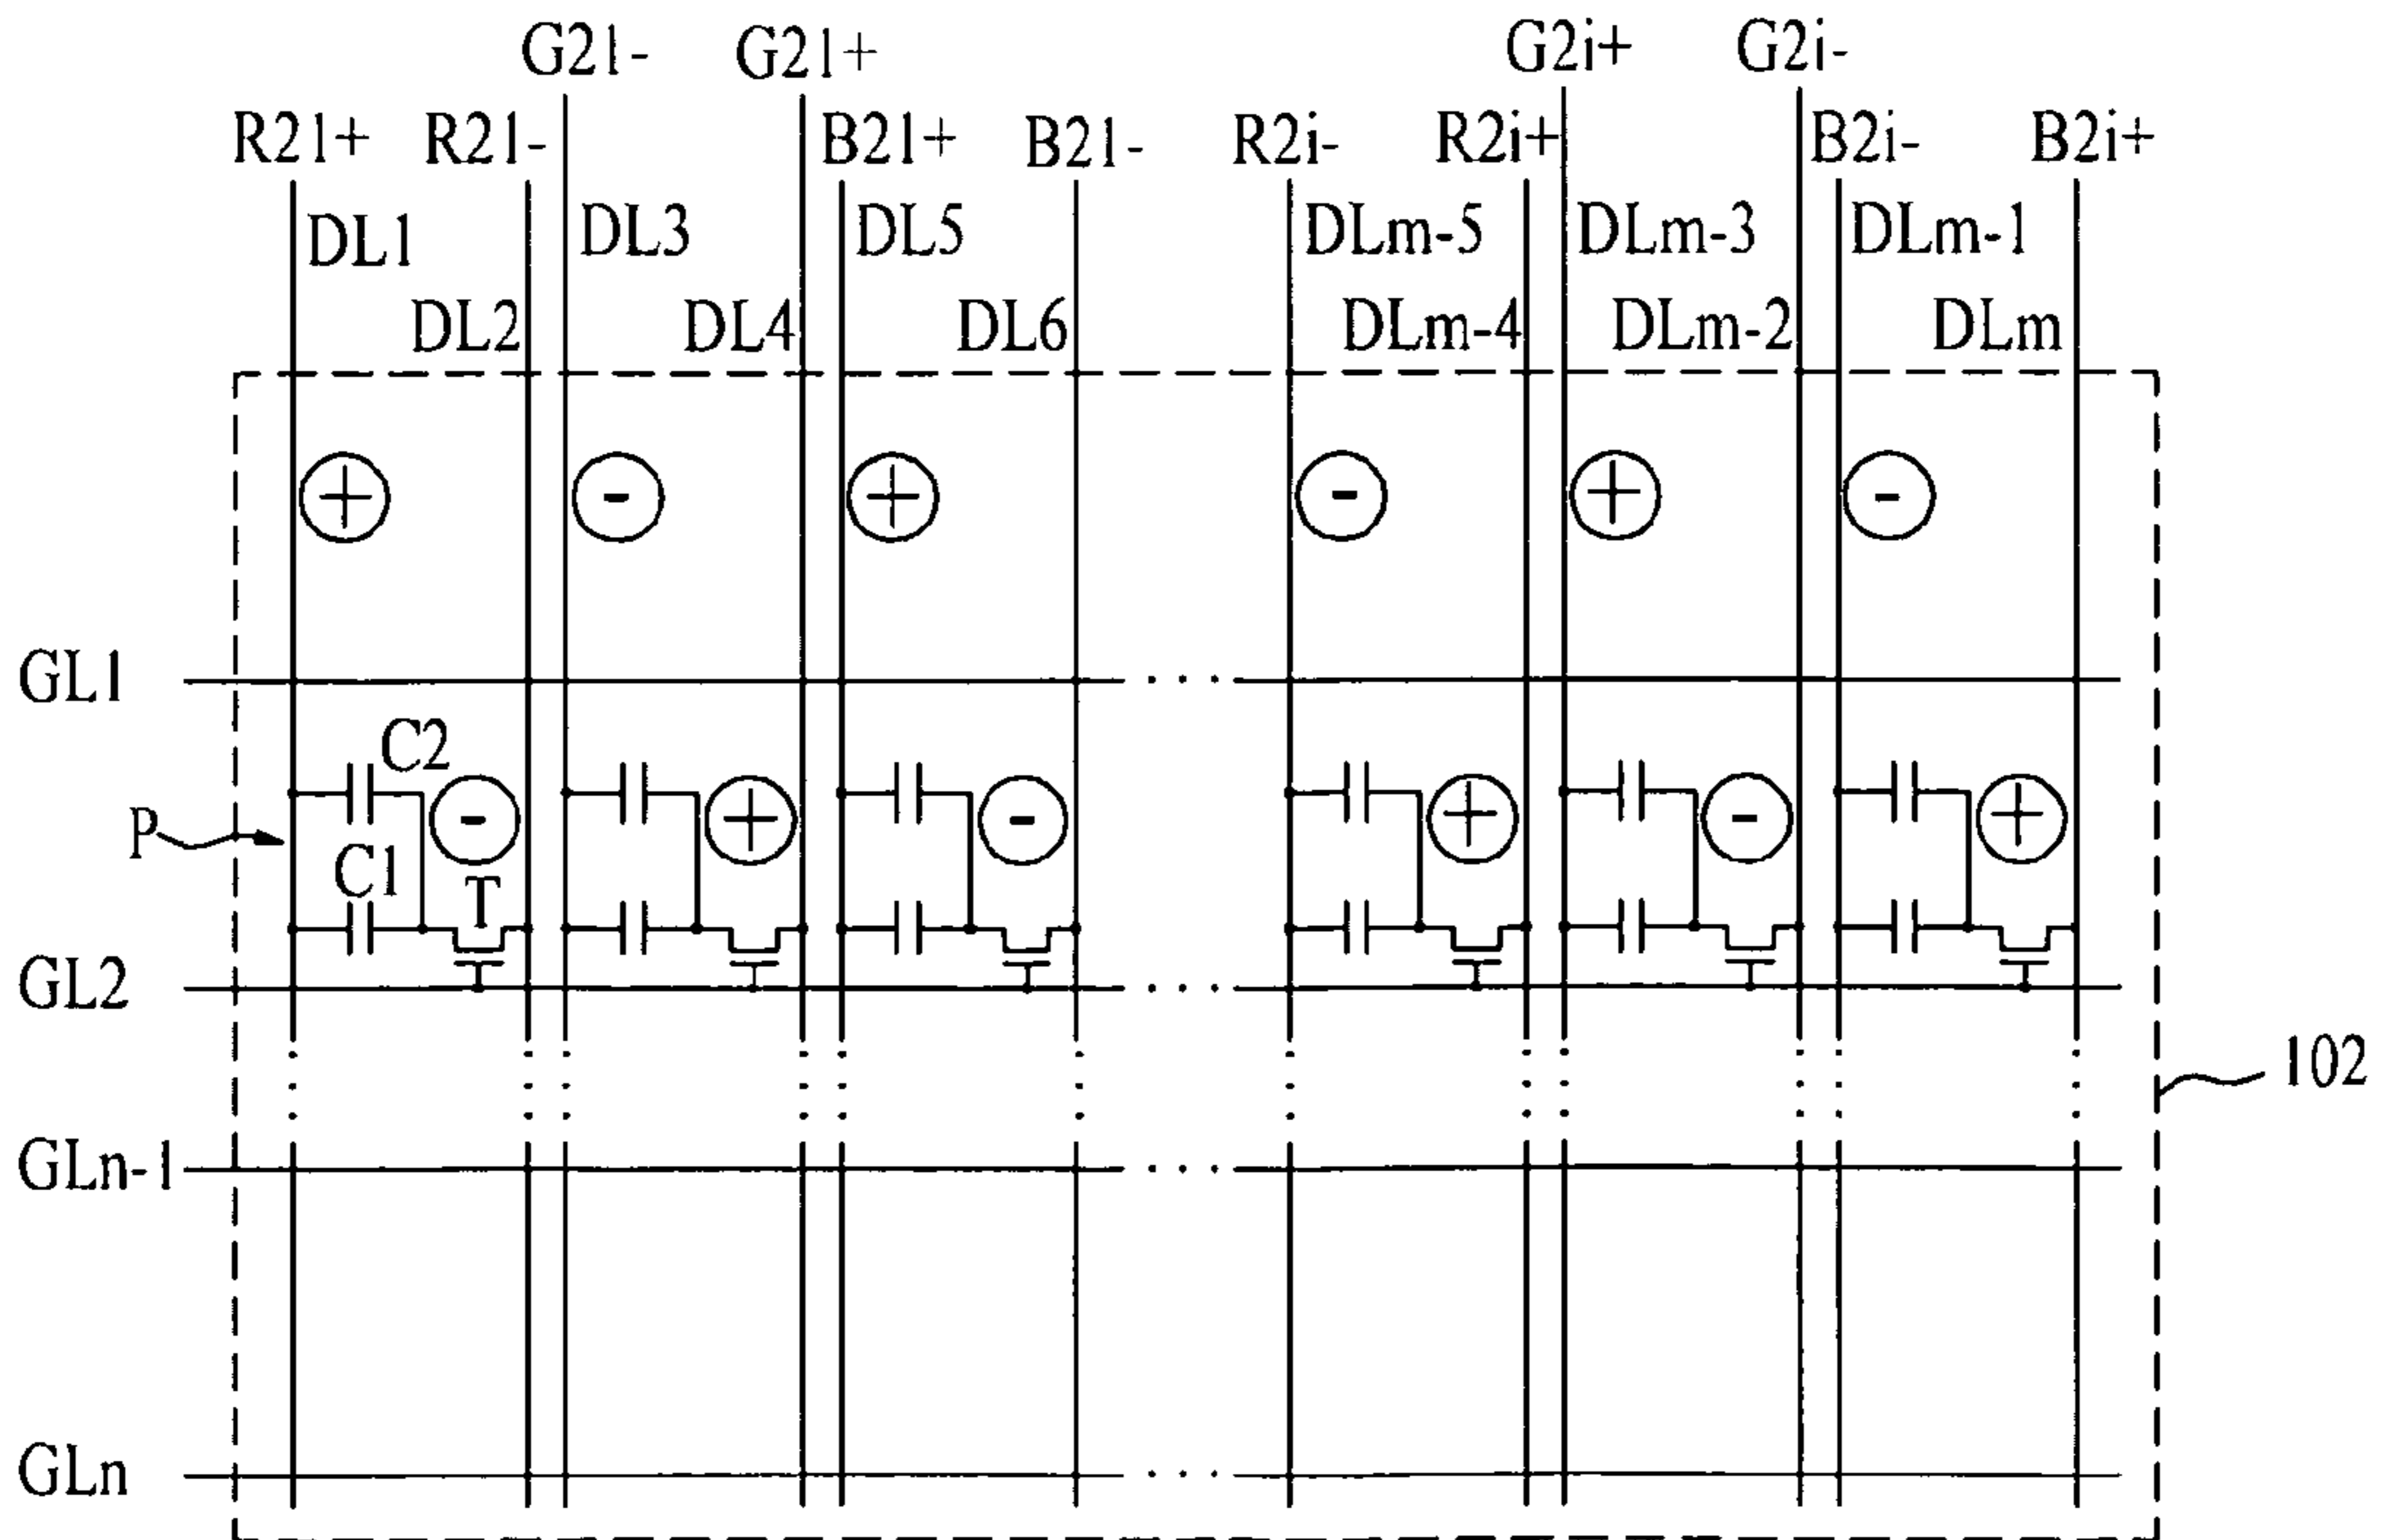 G21- G21+ G2i+ G2i-
R21+ R21- B21+ B21- R2i- R2i+ B2i- B2i+
DL1 DL3 DL5 DLm-5 DLm-3 DLm-1
DL2 DL4 DL6 DLm-4 DLm-2 DLm
+ - + - + -
GL1
C2
- + - + - +
P
C1 T
GL2
102
GLn-1
GLn